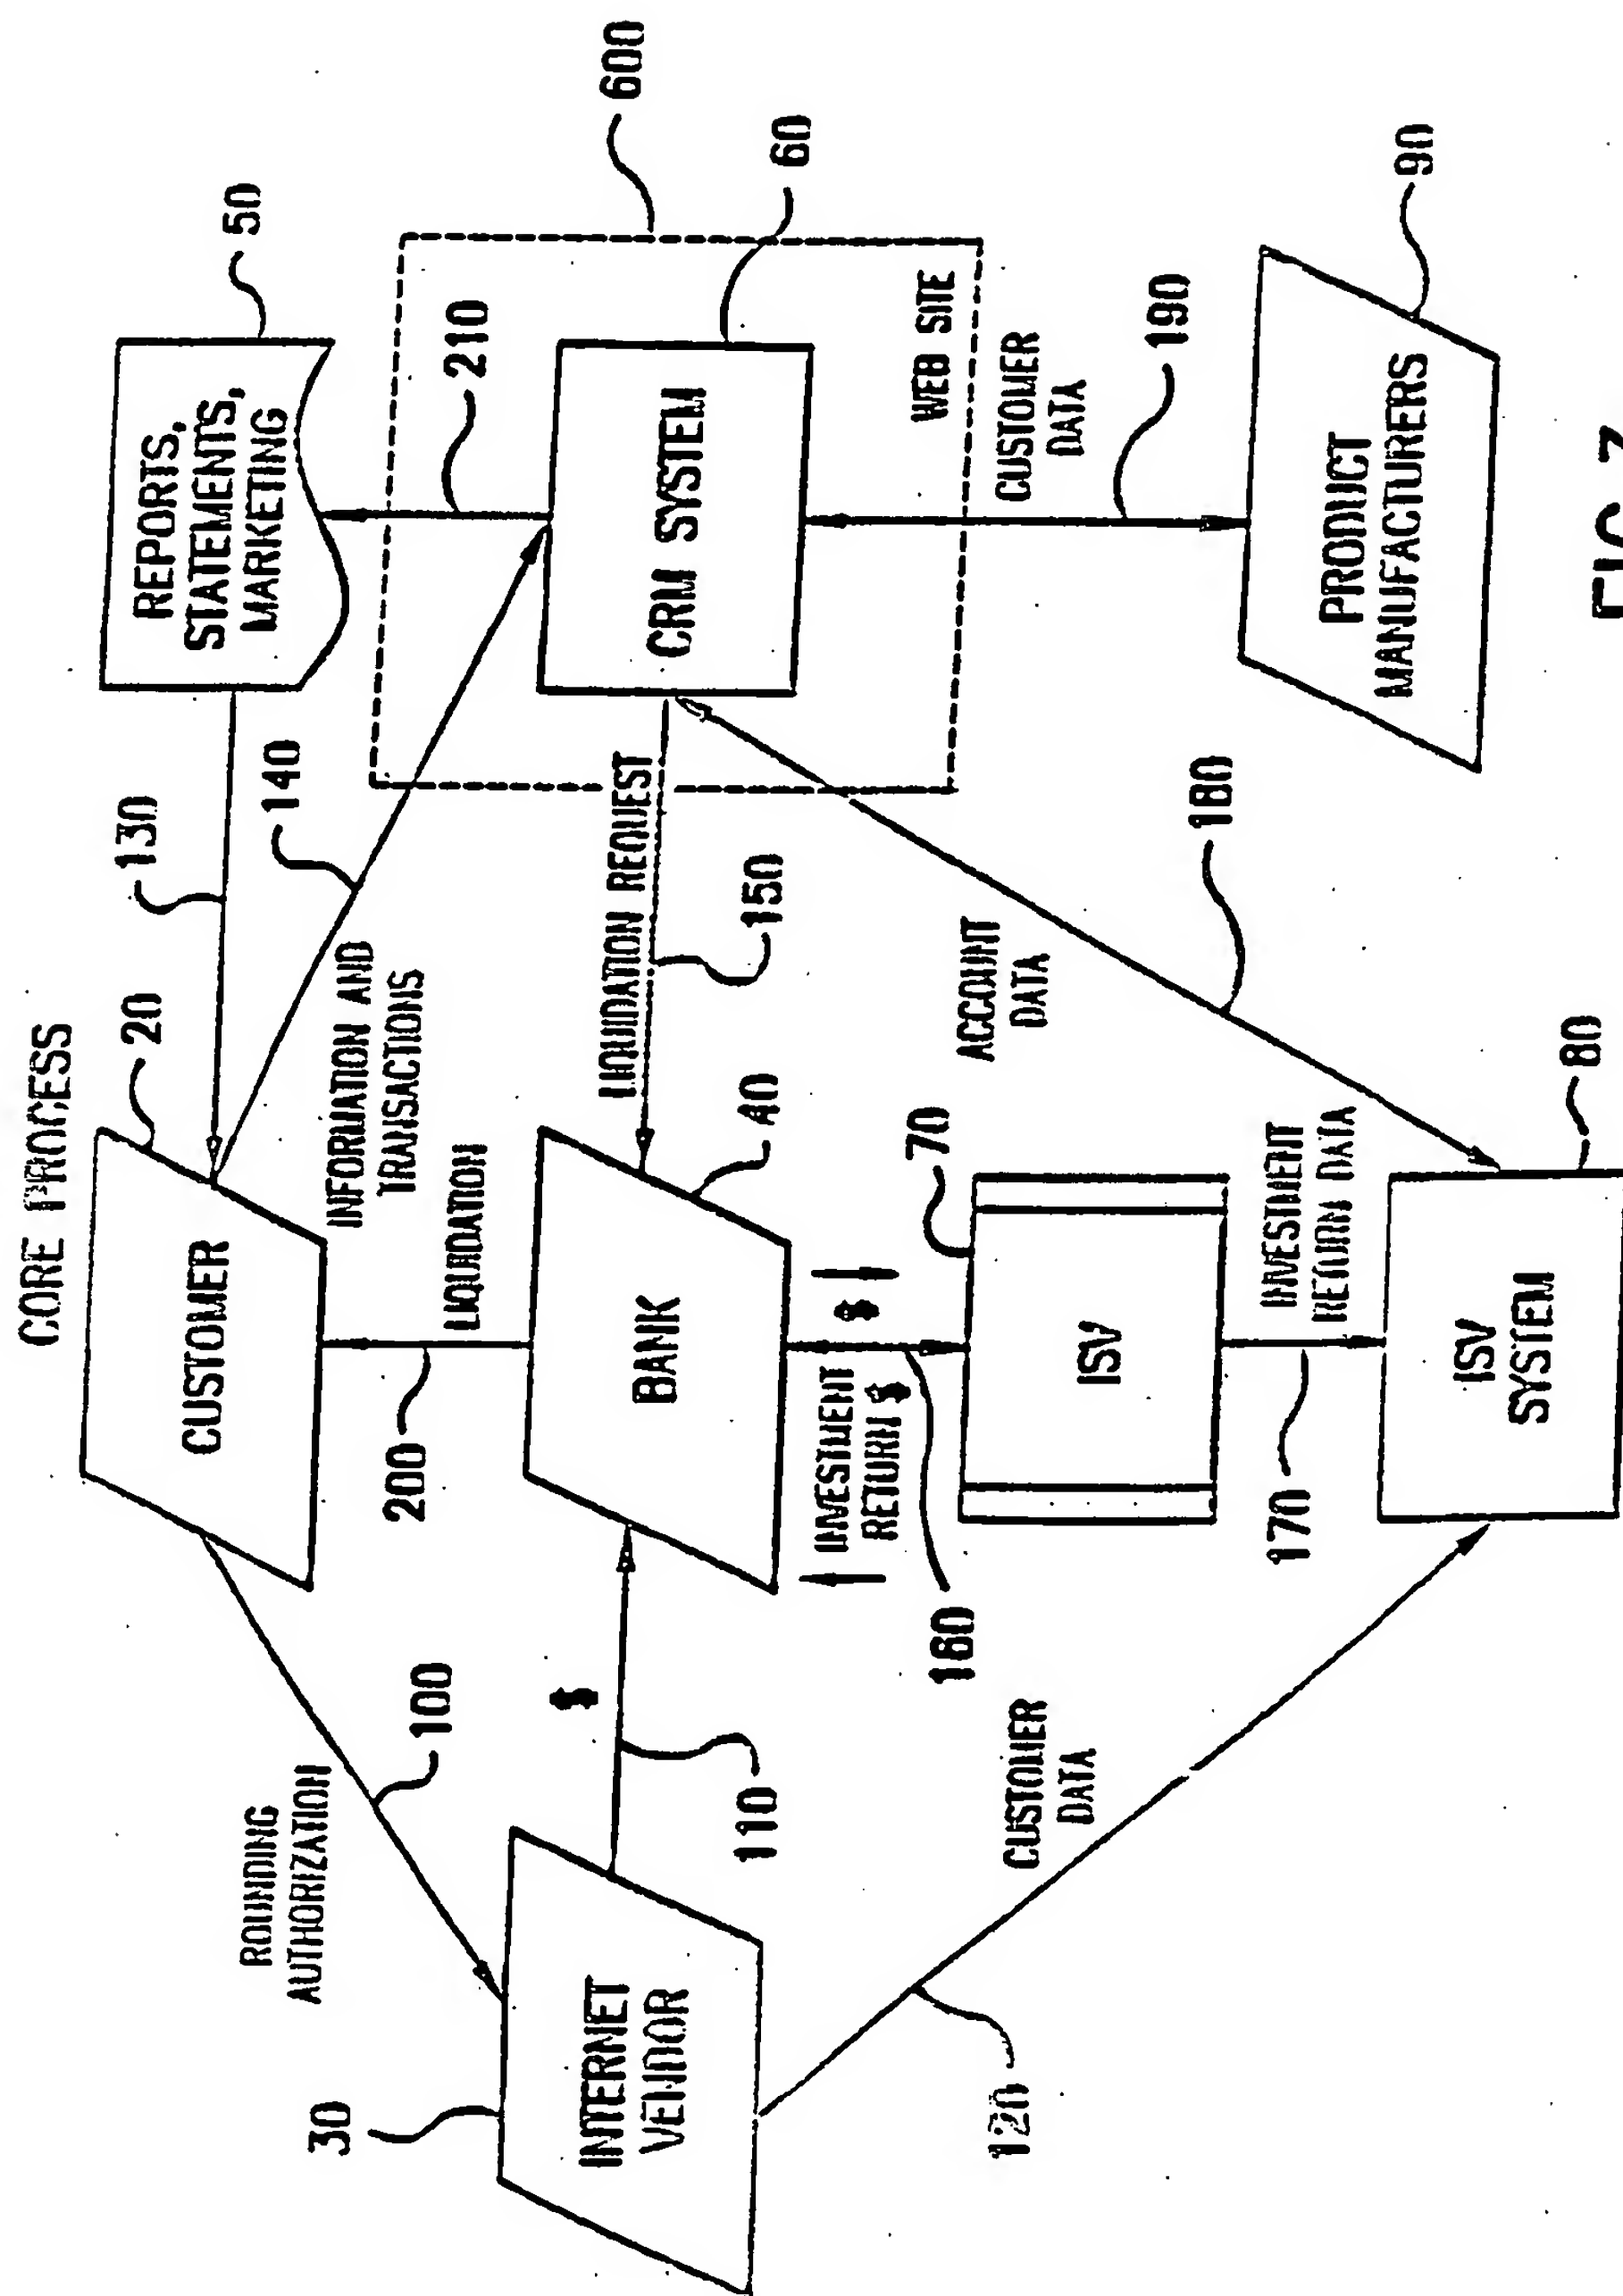 CORE PROCESS
20
130
50
CUSTOMER
REPORTS,
STATEMENTS,
MARKETING
140
210
600
ROUNDING
AUTHORIZATION
100
INFORMATION AND
TRANSACTIONS
200
LIQUIDATION
30
INTERNET
VENDOR
$
110
BANK
40
LIQUIDATION REQUEST
150
CRM SYSTEM
60
WEB SITE
INVESTMENT
RETURN $
$
160
70
ISV
ACCOUNT
DATA
180
CUSTOMER
DATA
190
CUSTOMER
DATA
120
170
INVESTMENT
RETURN DATA
ISV
SYSTEM
80
PRODUCT
MANUFACTURERS
90